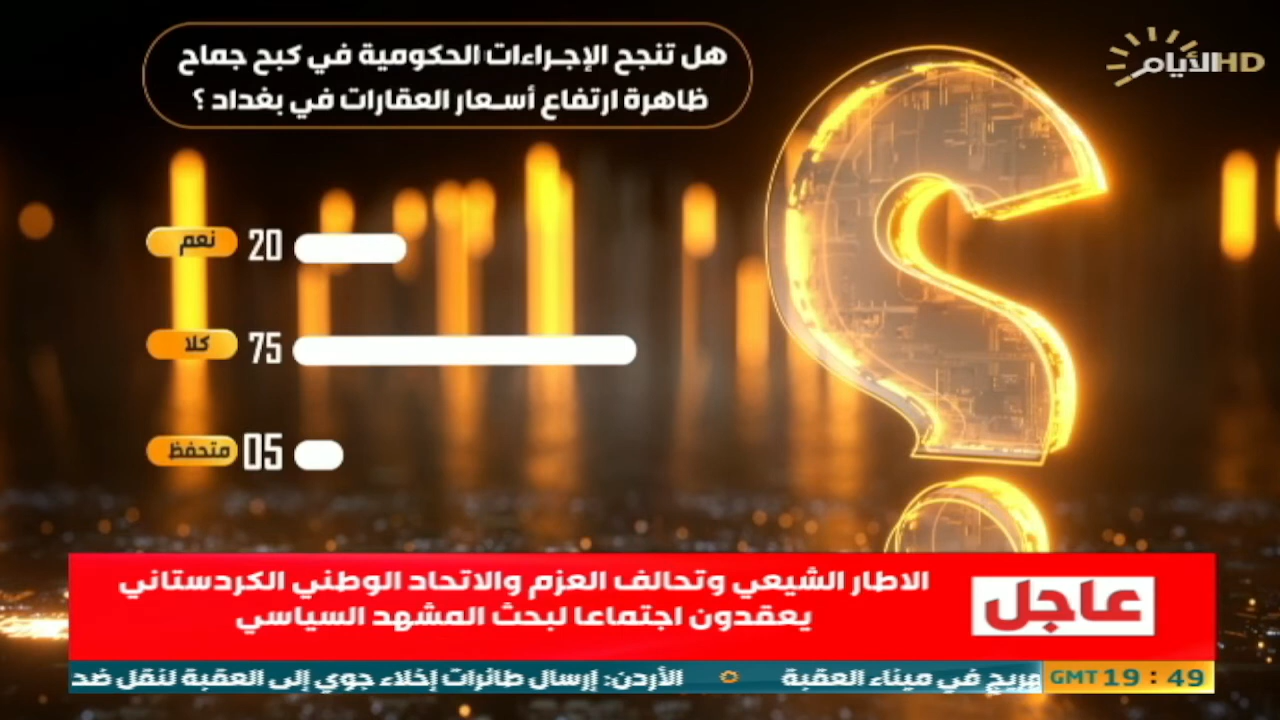 هل تنجح الإجراءات الحكومية في كبح جماح
ظاهرة ارتفاع أسعار العقارات في بغداد ؟
الأيام HD
نعم 20
كلا 75
متحفظ 05
عاجل
الاطار الشيعي وتحالف العزم والاتحاد الوطني الكردستاني
يعقدون اجتماعا لبحث المشهد السياسي
GMT 19 : 49
في ميناء العقبة ۞ الأردن: إرسال طائرات إخلاء جوي إلى العقبة لنقل ضد